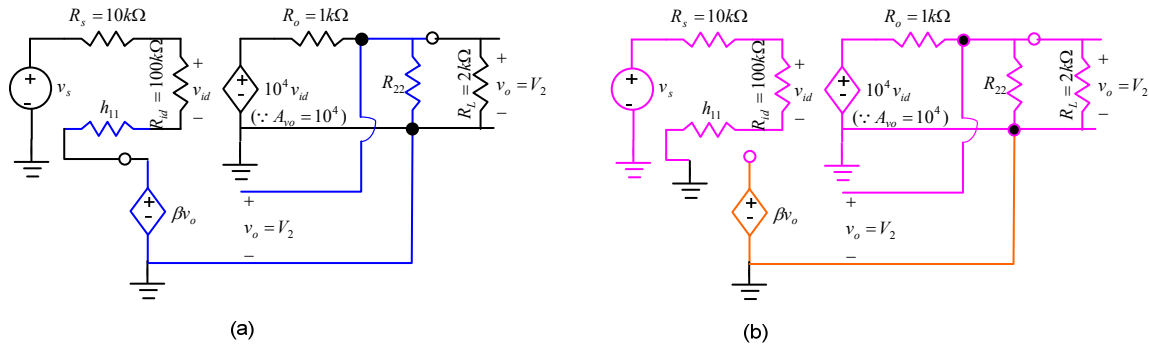 R_s = 10kΩ
R_o = 1kΩ
+
-
v_s
R_id = 100kΩ
+
v_id
−
+
-
10^4 v_id
(∵ A_vo = 10^4)
R_22
R_L = 2kΩ
+
v_o = V_2
−
h_11
+
-
βv_o
+
v_o = V_2
−
(a)
R_s = 10kΩ
R_o = 1kΩ
+
-
v_s
R_id = 100kΩ
+
v_id
−
+
-
10^4 v_id
(∵ A_vo = 10^4)
R_22
R_L = 2kΩ
+
v_o = V_2
−
h_11
+
-
βv_o
+
v_o = V_2
−
(b)